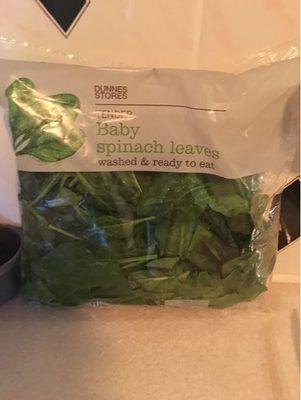 DUNNES
STORES
TENDER
Baby
spinach leaves
washed & ready to eat